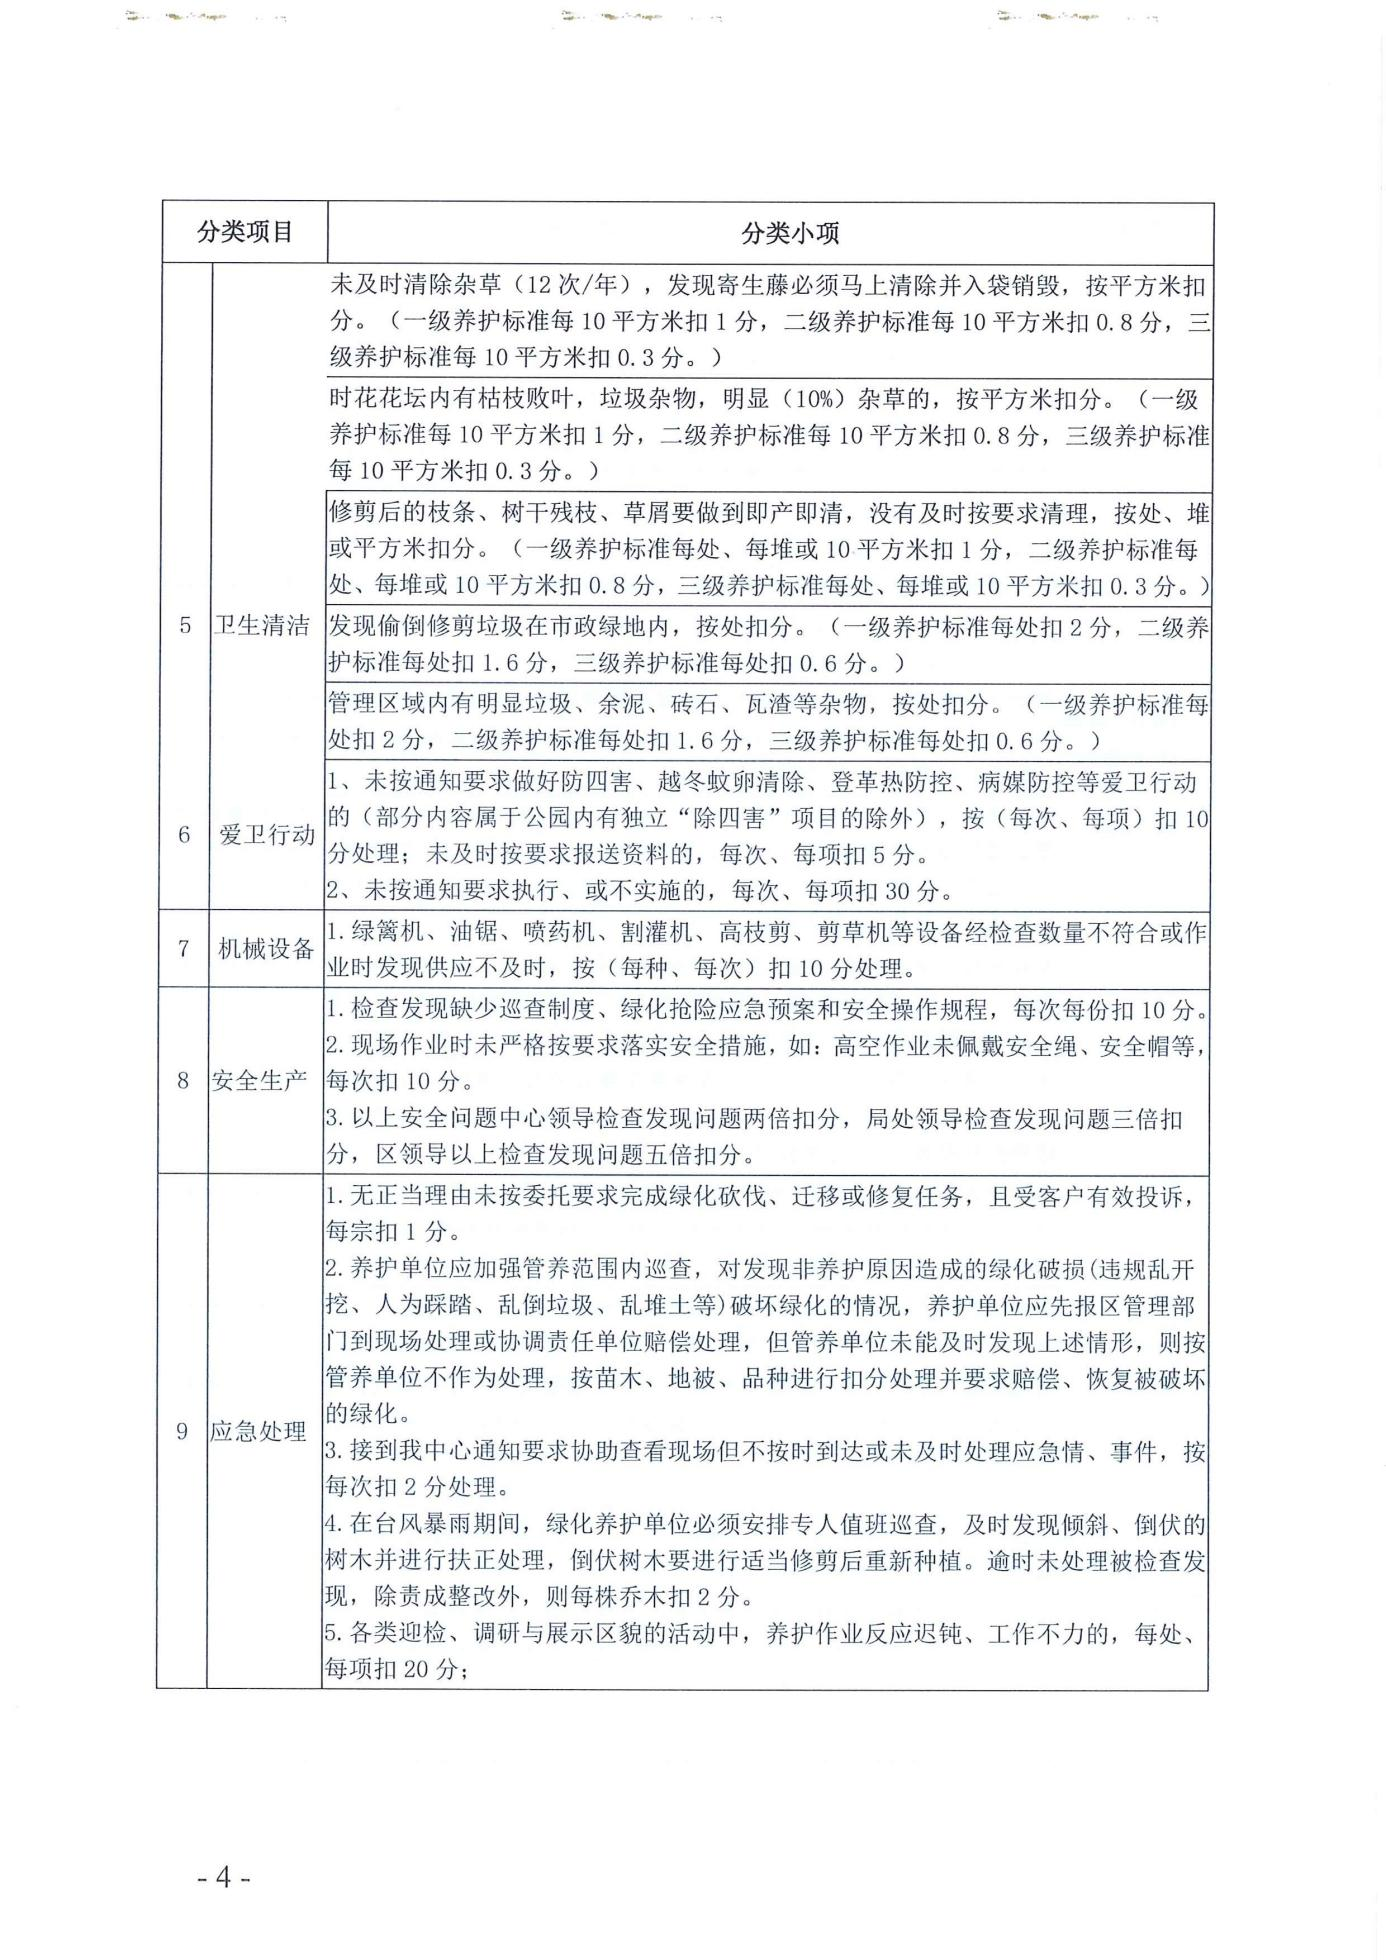 分类项目
分类小项
未及时清除杂草（12次/年），发现寄生藤必须马上清除并入袋销毁，按平方米扣
分。（一级养护标准每10平方米扣1分，二级养护标准每10平方米扣0.8分，三
级养护标准每10平方米扣0.3分。）
时花花坛内有枯枝败叶，垃圾杂物，明显（10%）杂草的，按平方米扣分。（一级
养护标准每10平方米扣1分，二级养护标准每10平方米扣0.8分，三级养护标准
每10平方米扣0.3分。）
修剪后的枝条、树干残枝、草屑要做到即产即清，没有及时按要求清理，按处、堆
或平方米扣分。（一级养护标准每处、每堆或10平方米扣1分，二级养护标准每
处、每堆或10平方米扣0.8分，三级养护标准每处、每堆或10平方米扣0.3分。）
5
卫生清洁
发现偷倒修剪垃圾在市政绿地内，按处扣分。（一级养护标准每处扣2分，二级养
护标准每处扣1.6分，三级养护标准每处扣0.6分。）
管理区域内有明显垃圾、余泥、砖石、瓦渣等杂物，按处扣分。（一级养护标准每
处扣2分，二级养护标准每处扣1.6分，三级养护标准每处扣0.6分。）
6
爱卫行动
1、未按通知要求做好防四害、越冬蚊卵清除、登革热防控、病媒防控等爱卫行动
的（部分内容属于公园内有独立“除四害”项目的除外），按（每次、每项）扣10
分处理；未及时按要求报送资料的，每次、每项扣5分。
2、未按通知要求执行、或不实施的，每次、每项扣30分。
7
机械设备
1.绿篱机、油锯、喷药机、割灌机、高枝剪、剪草机等设备经检查数量不符合或作
业时发现供应不及时，按（每种、每次）扣10分处理。
8
安全生产
1.检查发现缺少巡查制度、绿化抢险应急预案和安全操作规程，每次每份扣10分。
2.现场作业时未严格按要求落实安全措施，如：高空作业未佩戴安全绳、安全帽等，
每次扣10分。
3.以上安全问题中心领导检查发现问题两倍扣分，局处领导检查发现问题三倍扣
分，区领导以上检查发现问题五倍扣分。
9
应急处理
1.无正当理由未按委托要求完成绿化砍伐、迁移或修复任务，且受客户有效投诉，
每宗扣1分。
2.养护单位应加强管养范围内巡查，对发现非养护原因造成的绿化破损(违规乱开
挖、人为踩踏、乱倒垃圾、乱堆土等)破坏绿化的情况，养护单位应先报区管理部
门到现场处理或协调责任单位赔偿处理，但管养单位未能及时发现上述情形，则按
管养单位不作为处理，按苗木、地被、品种进行扣分处理并要求赔偿、恢复被破坏
的绿化。
3.接到我中心通知要求协助查看现场但不按时到达或未及时处理应急情、事件，按
每次扣2分处理。
4.在台风暴雨期间，绿化养护单位必须安排专人值班巡查，及时发现倾斜、倒伏的
树木并进行扶正处理，倒伏树木要进行适当修剪后重新种植。逾时未处理被检查发
现，除责成整改外，则每株乔木扣2分。
5.各类迎检、调研与展示区貌的活动中，养护作业反应迟钝、工作不力的，每处、
每项扣20分；
-4-